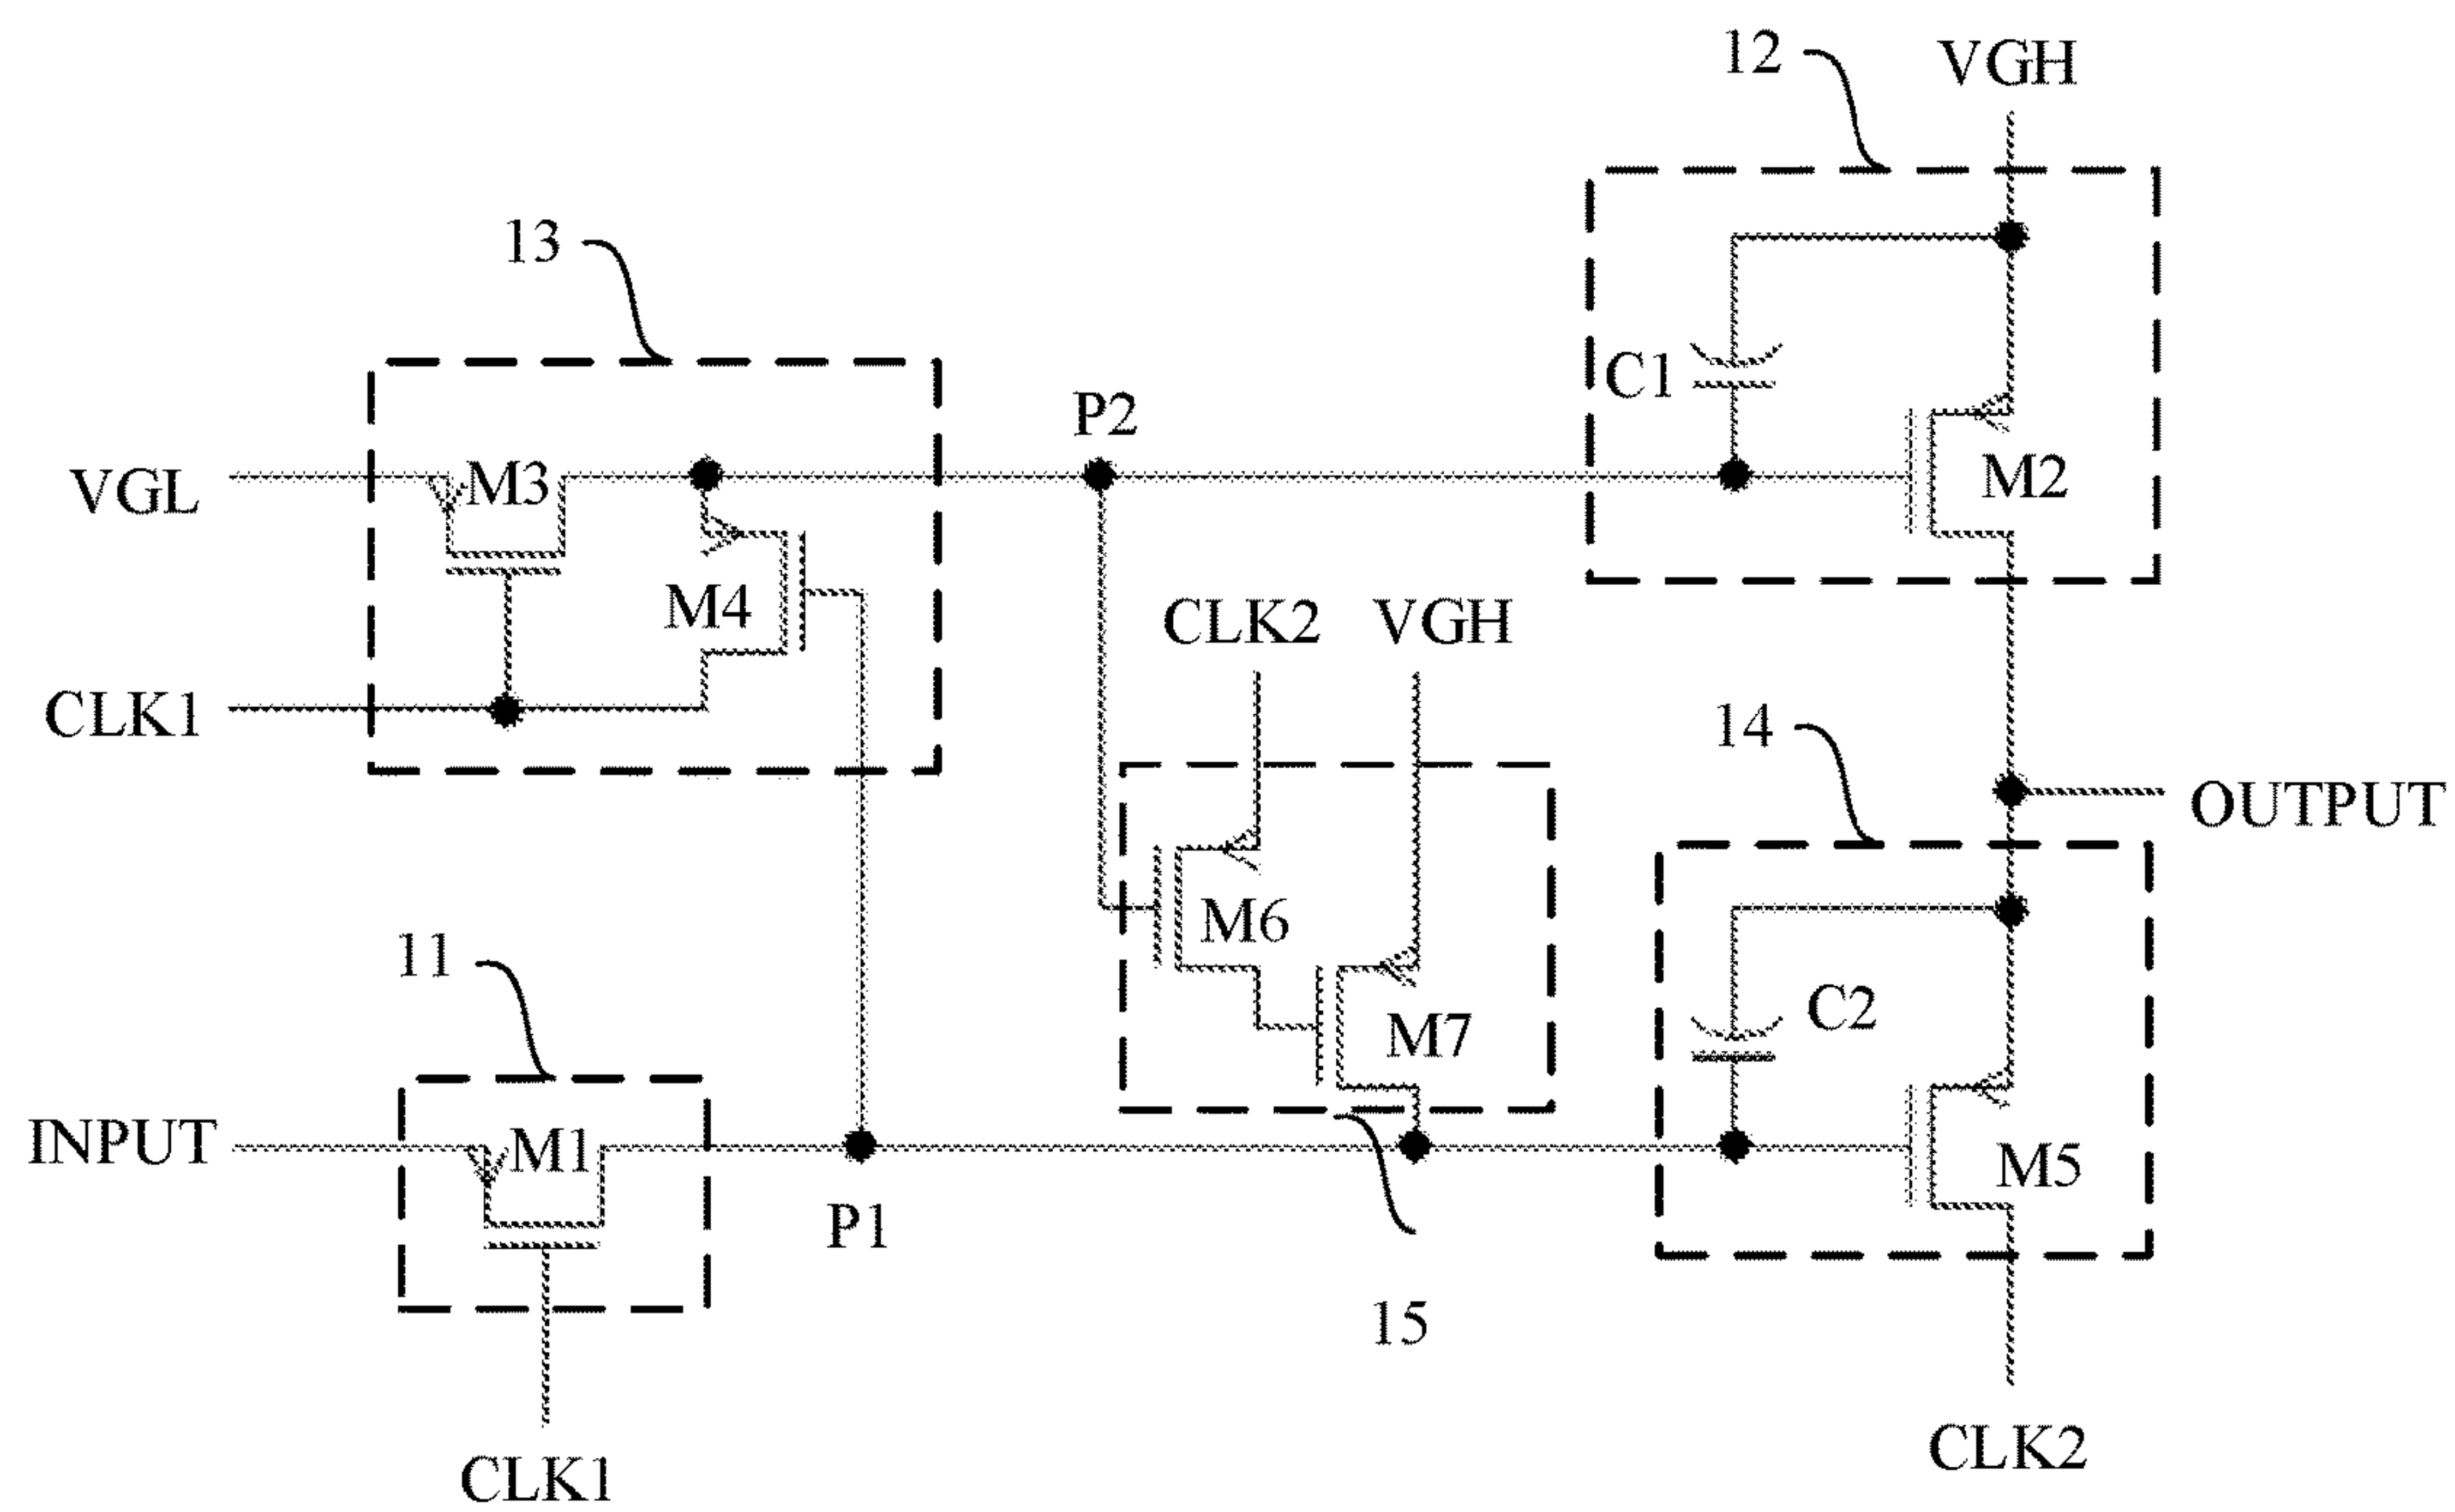 12
VGH
13
C1
P2
M3
M2
VGL
M4
CLK2
VGH
CLK1
14
OUTPUT
M6
11
C2
M7
INPUT
M1
M5
P1
15
CLK2
CLK1